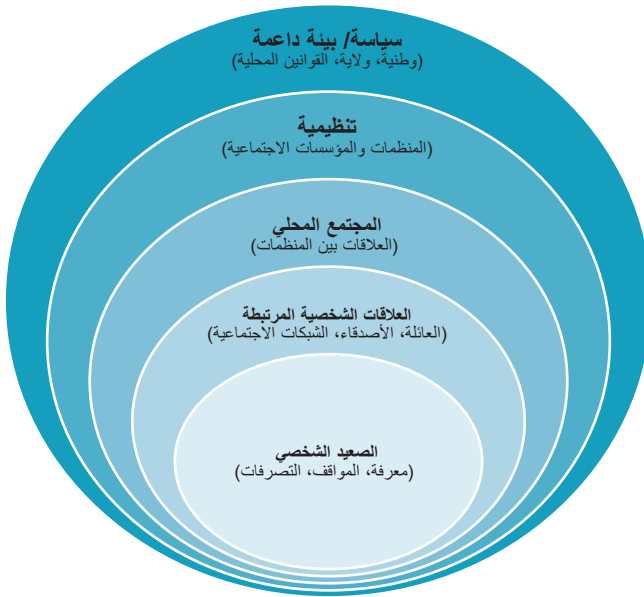 سياسة/ بيئة داعمة
(وطنية، ولاية، القوانين المحلية)
تنظيمية
(المنظمات والمؤسسات الاجتماعية)
المجتمع المحلي
(العلاقات بين المنظمات)
العلاقات الشخصية المرتبطة
(العائلة، الأصدقاء، الشبكات الاجتماعية)
الصعيد الشخصي
(معرفة، المواقف، التصرفات)